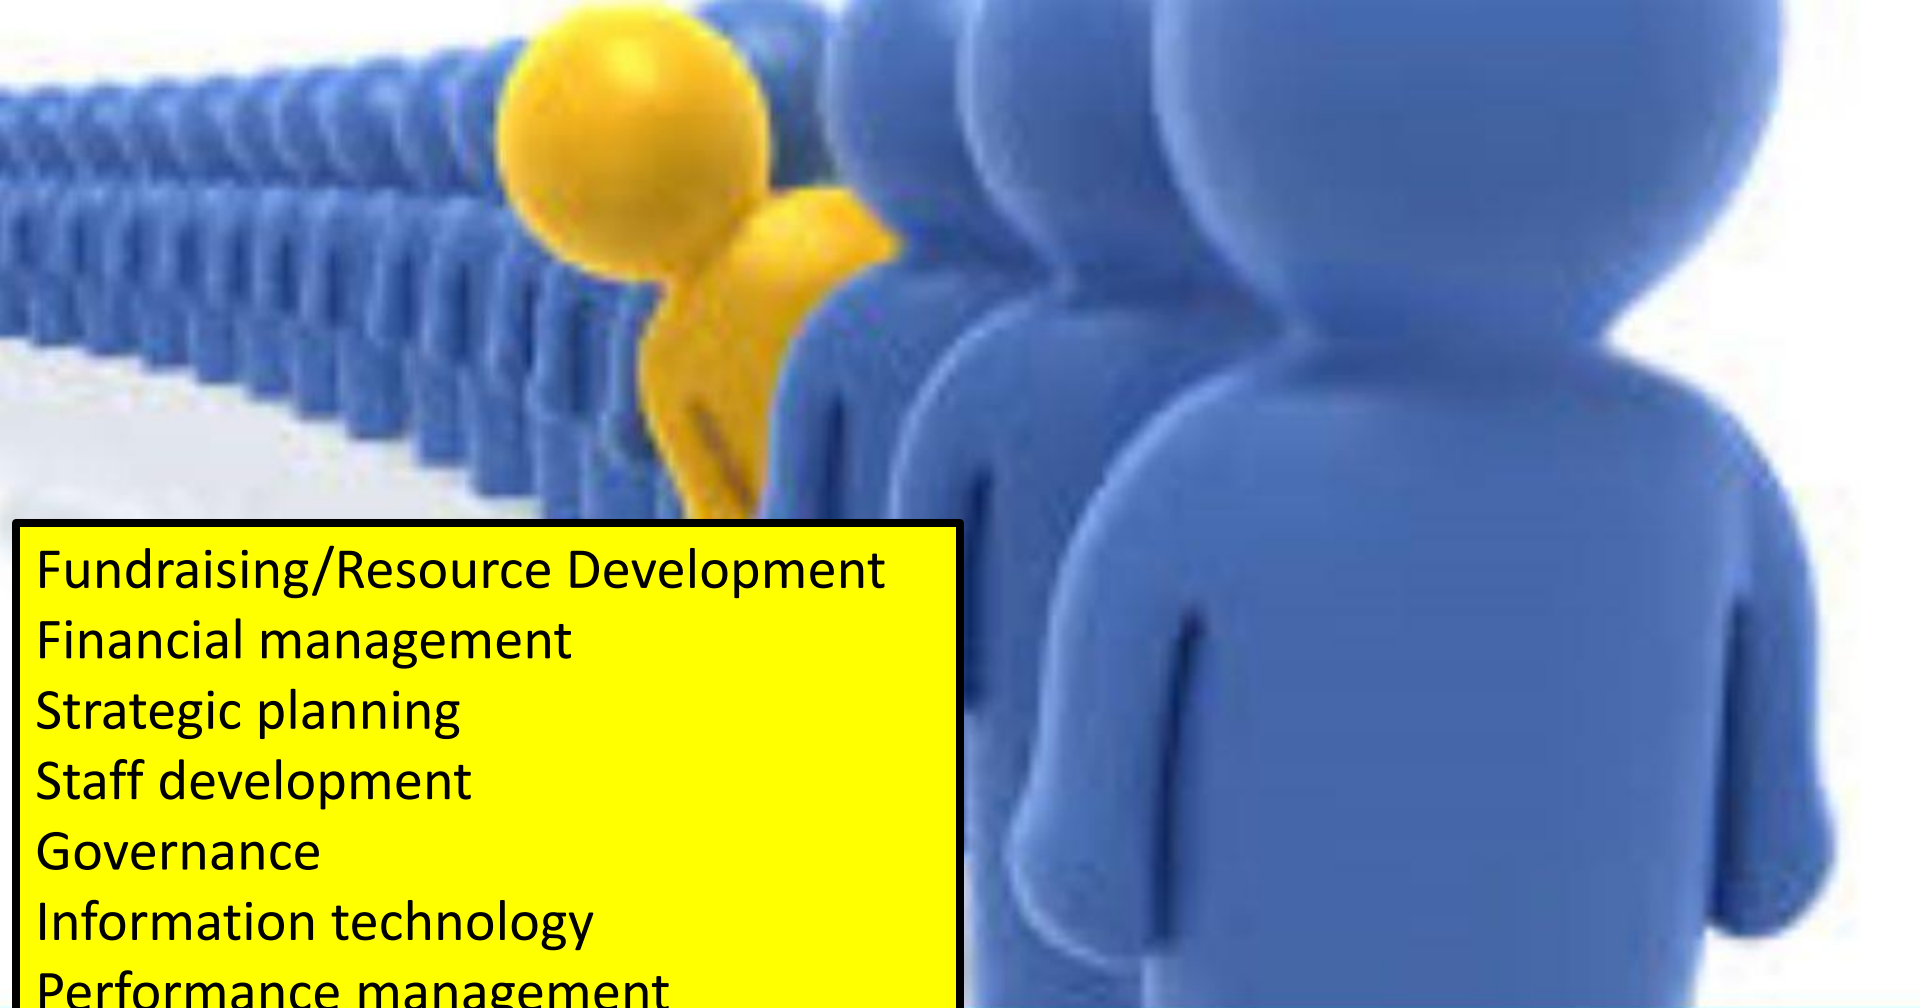 Fundraising/Resource Development
Financial management
Strategic planning
Staff development
Governance
Information technology
Performance management